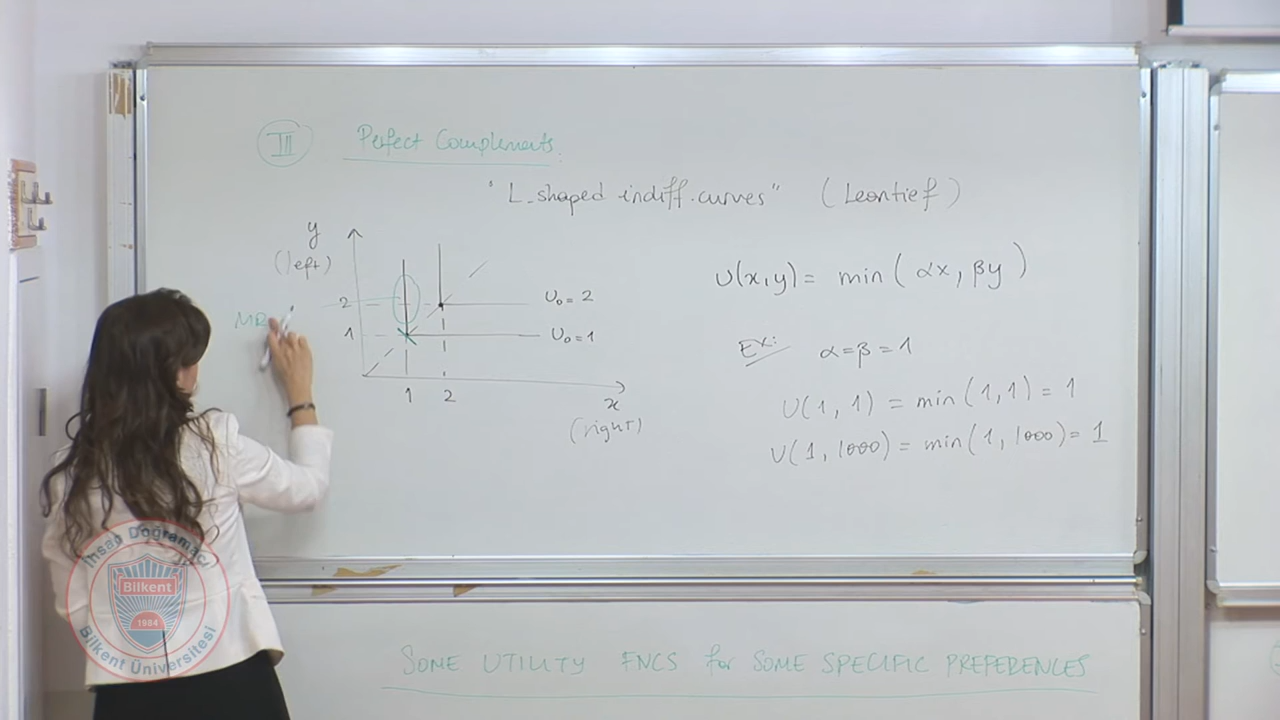 III Perfect Complements.
"L-shaped indiff. curves" (Leontief)
y
(left)
U(x,y) = min(αx, βy)
2
U₀=2
MR
1
U₀=1
Ex: α=β=1
1 2
x
(right)
U(1,1) = min(1,1) = 1
U(1,1000) = min(1,1000) = 1
SOME UTILITY FNCS for SOME SPECIFIC PREFERENCES
İhsan Doğramacı
Bilkent
1984
Bilkent Üniversitesi